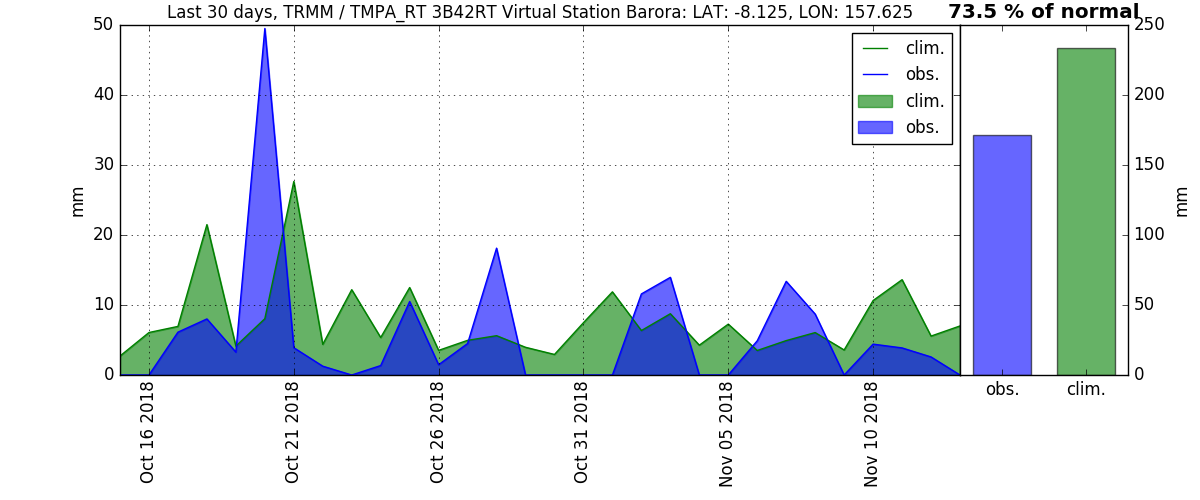 Last 30 days, TRMM / TMPA_RT 3B42RT Virtual Station Barora: LAT: -8.125, LON: 157.625
73.5 % of normal
50
40
30
20
10
0
mm
clim.
obs.
clim.
obs.
250
200
150
100
50
0
mm
Oct 16 2018
Oct 21 2018
Oct 26 2018
Oct 31 2018
Nov 05 2018
Nov 10 2018
obs.
clim.